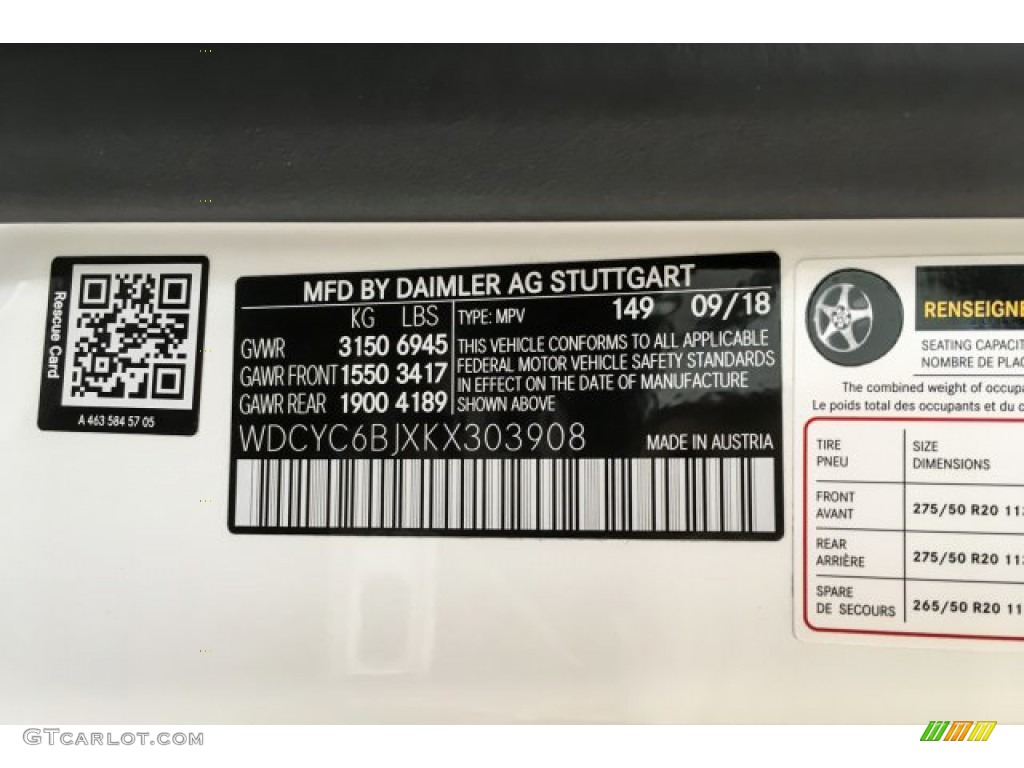 Rescue Card
A 463 584 57 05
MFD BY DAIMLER AG STUTTGART
KG LBS
GVWR 3150 6945
GAWR FRONT 1550 3417
GAWR REAR 1900 4189
TYPE: MPV 149 09/18
THIS VEHICLE CONFORMS TO ALL APPLICABLE
FEDERAL MOTOR VEHICLE SAFETY STANDARDS
IN EFFECT ON THE DATE OF MANUFACTURE
SHOWN ABOVE
WDCYC6BJXKX303908 MADE IN AUSTRIA
SEATING
NOMBRE DE
The combined weight of
Le poids total des occupants et du
TIRE SIZE
PNEU DIMENSIONS
FRONT
AVANT 275/50 R20
REAR
ARRIÈRE 275/50 R20
SPARE
DE SECOURS 265/50 R20
GTCARLOT.COM